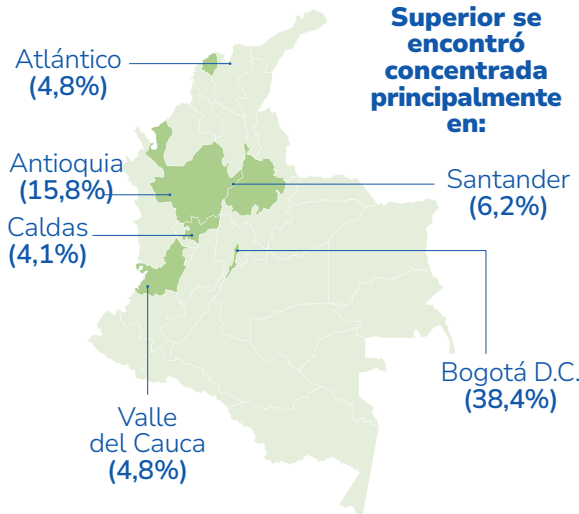 Superior se
encontró
concentrada
principalmente
en:
Atlántico
(4,8%)
Antioquia
(15,8%)
Caldas
(4,1%)
Santander
(6,2%)
Bogotá D.C.
(38,4%)
Valle
del Cauca
(4,8%)